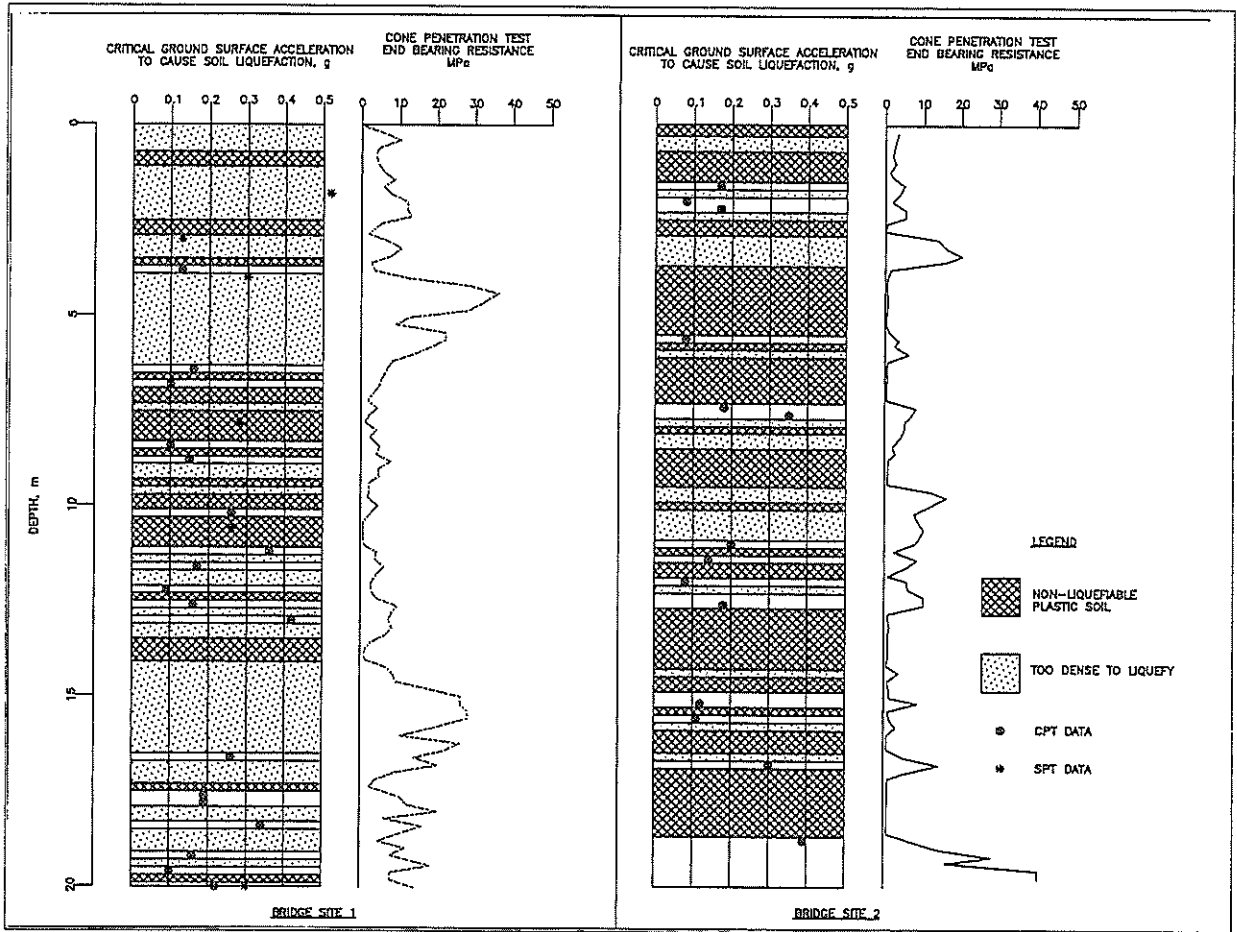 CRITICAL GROUND SURFACE ACCELERATION
TO CAUSE SOIL LIQUEFACTION, g
CONE PENETRATION TEST
END BEARING RESISTANCE
MPa
0 0,1 0,2 0,3 0,4 0,5
0 10 20 30 40 50
DEPTH, m
0
5
10
15
20
BRIDGE SITE 1
CRITICAL GROUND SURFACE ACCELERATION
TO CAUSE SOIL LIQUEFACTION, g
CONE PENETRATION TEST
END BEARING RESISTANCE
MPa
0 0,1 0,2 0,3 0,4 0,5
0 10 20 30 40 50
LEGEND
NON-LIQUEFIABLE
PLASTIC SOIL
TOO DENSE TO LIQUEFY
CPT DATA
SPT DATA
BRIDGE SITE 2